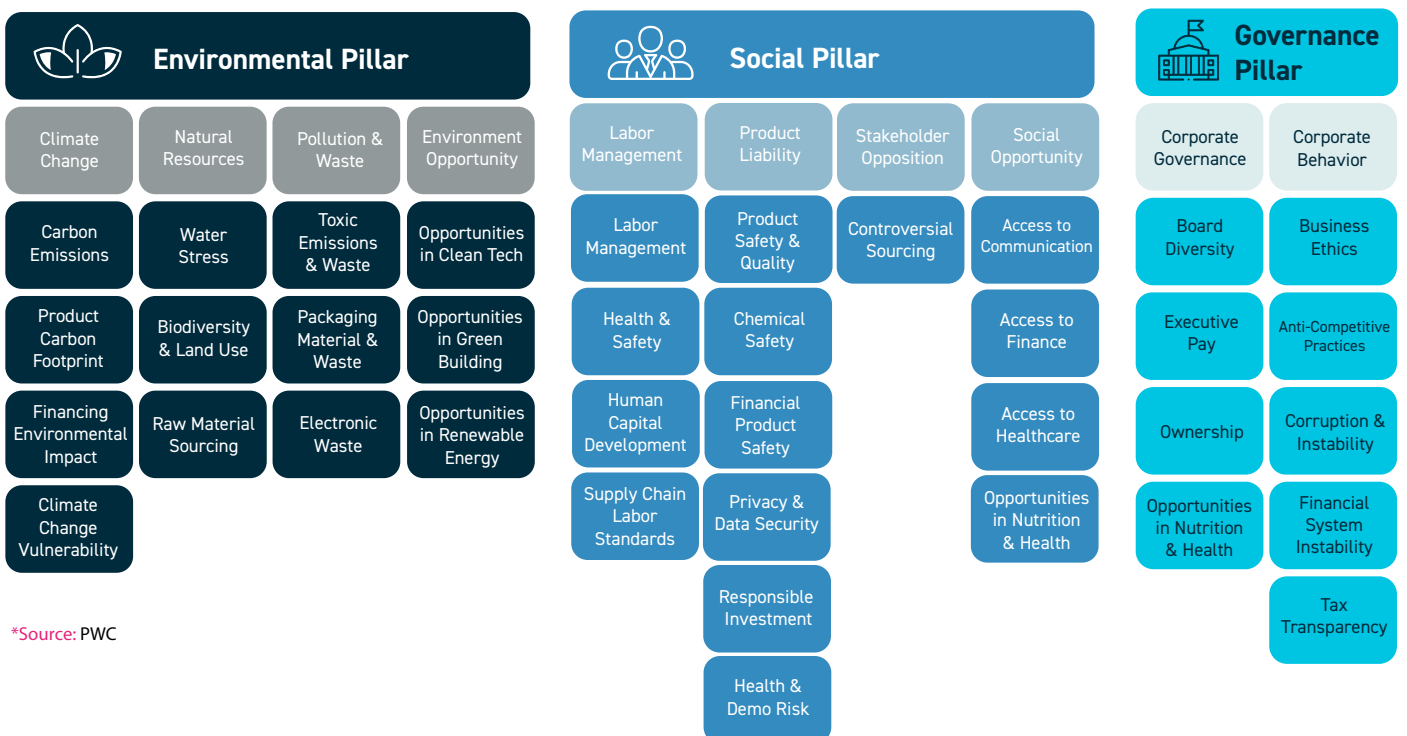 Environmental Pillar
Climate
Change
Carbon
Emissions
Product
Carbon
Footprint
Financing
Environmental
Impact
Climate
Change
Vulnerability
Natural
Resources
Water
Stress
Biodiversity
& Land Use
Raw Material
Sourcing
Pollution &
Waste
Toxic
Emissions
& Waste
Packaging
Material &
Waste
Electronic
Waste
Environment
Opportunity
Opportunities
in Clean Tech
Opportunities
in Green
Building
Opportunities
in Renewable
Energy
Social Pillar
Labor
Management
Labor
Management
Health &
Safety
Human
Capital
Development
Supply Chain
Labor
Standards
Product
Liability
Product
Safety &
Quality
Chemical
Safety
Financial
Product
Safety
Privacy &
Data Security
Responsible
Investment
Health &
Demo Risk
Stakeholder
Opposition
Controversial
Sourcing
Social
Opportunity
Access to
Communication
Access to
Finance
Access to
Healthcare
Opportunities
in Nutrition
& Health
Governance
Pillar
Corporate
Governance
Board
Diversity
Executive
Pay
Ownership
Opportunities
in Nutrition
& Health
Corporate
Behavior
Business
Ethics
Anti-Competitive
Practices
Corruption &
Instability
Financial
System
Instability
Tax
Transparency
*Source: PWC